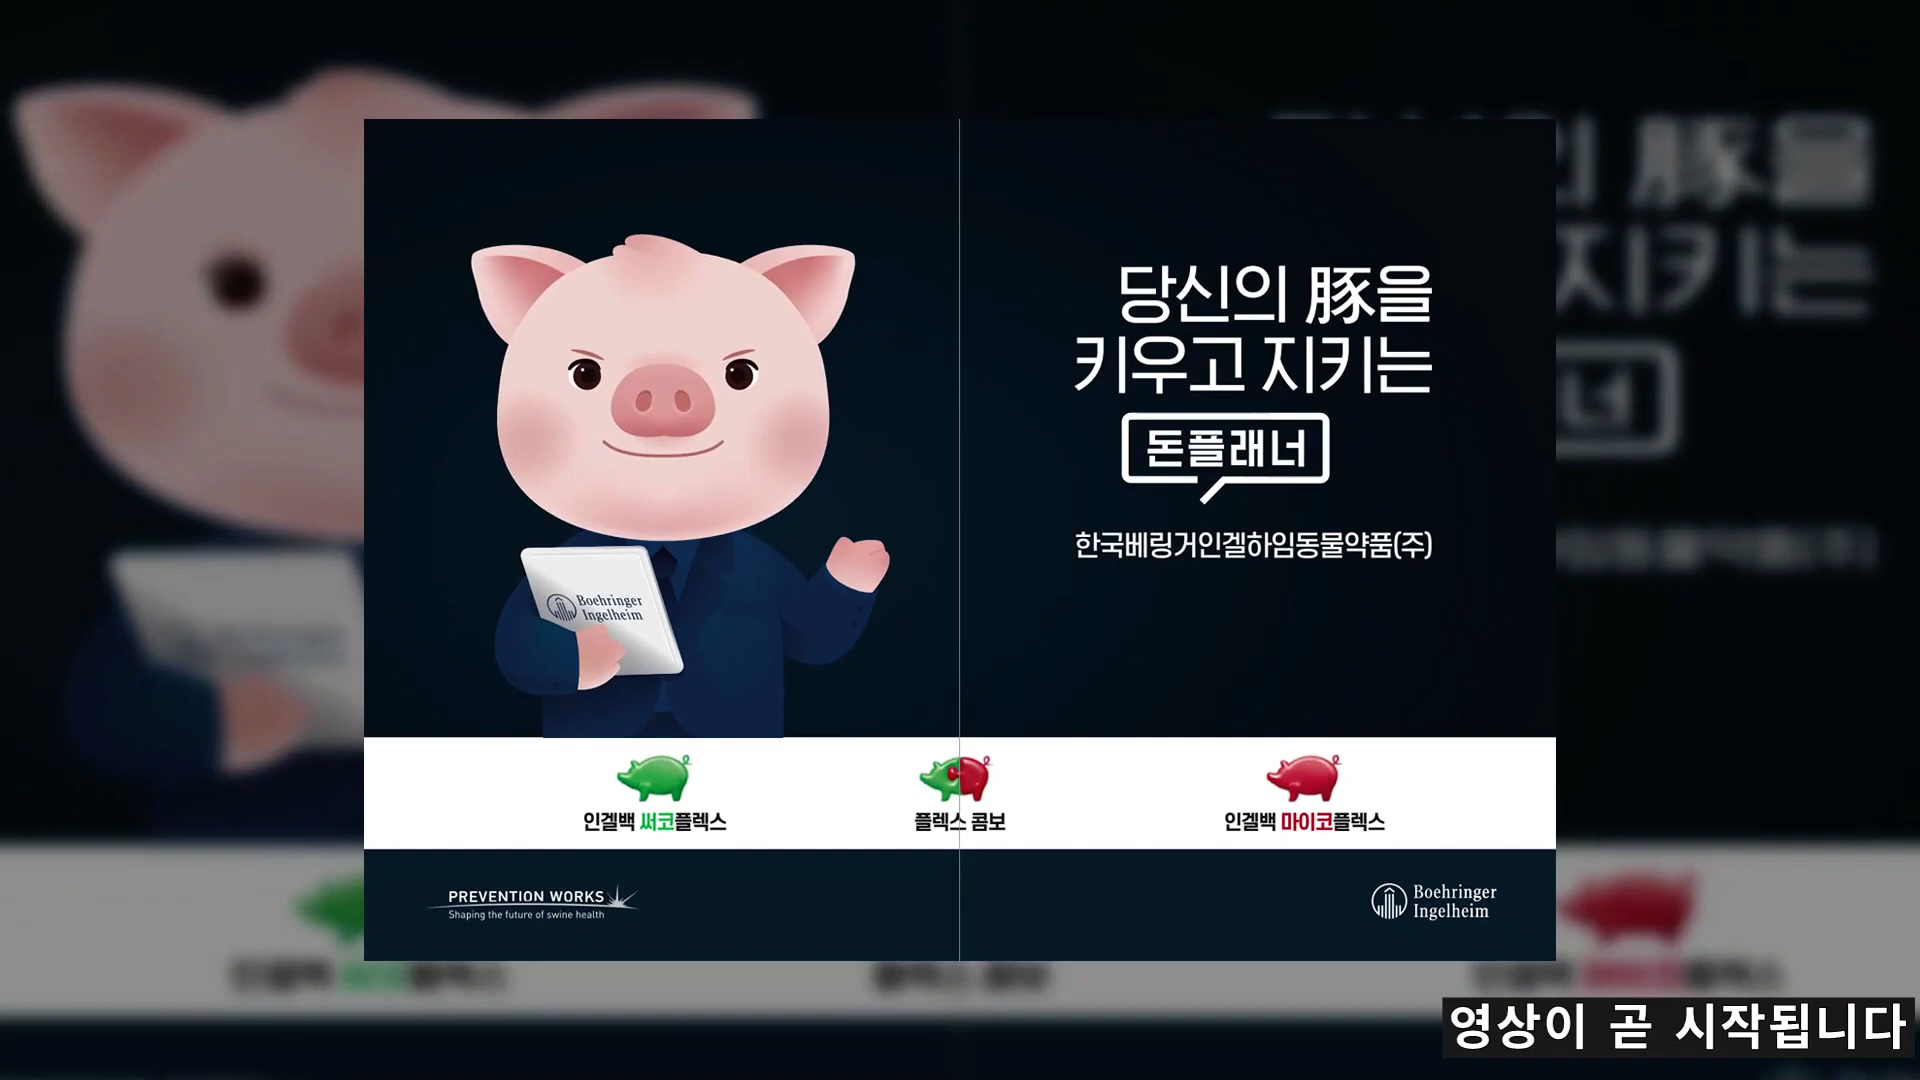 당신의 豚을
키우고 지키는
돈플래너
한국베링거인겔하임동물약품(주)
Boehringer
Ingelheim
인겔백 써코플렉스
플렉스 콤보
인겔백 마이코플렉스
PREVENTION WORKS
Shaping the future of swine health
Boehringer
Ingelheim
영상이 곧 시작됩니다